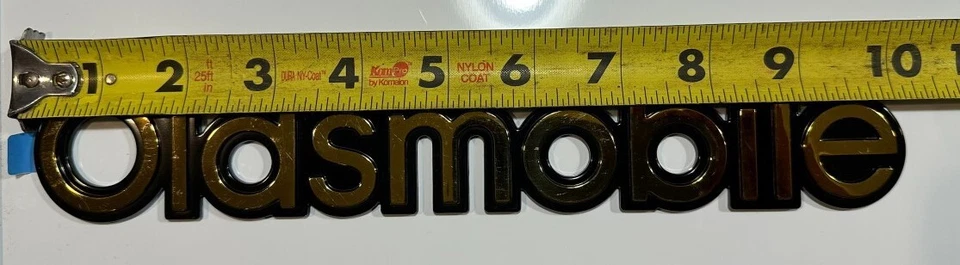 1 2 ft 25ft in 3 DURA NY-Coat 4 by Komelon 5 NYLON COAT 6 7 8 9 10
Oldsmobile